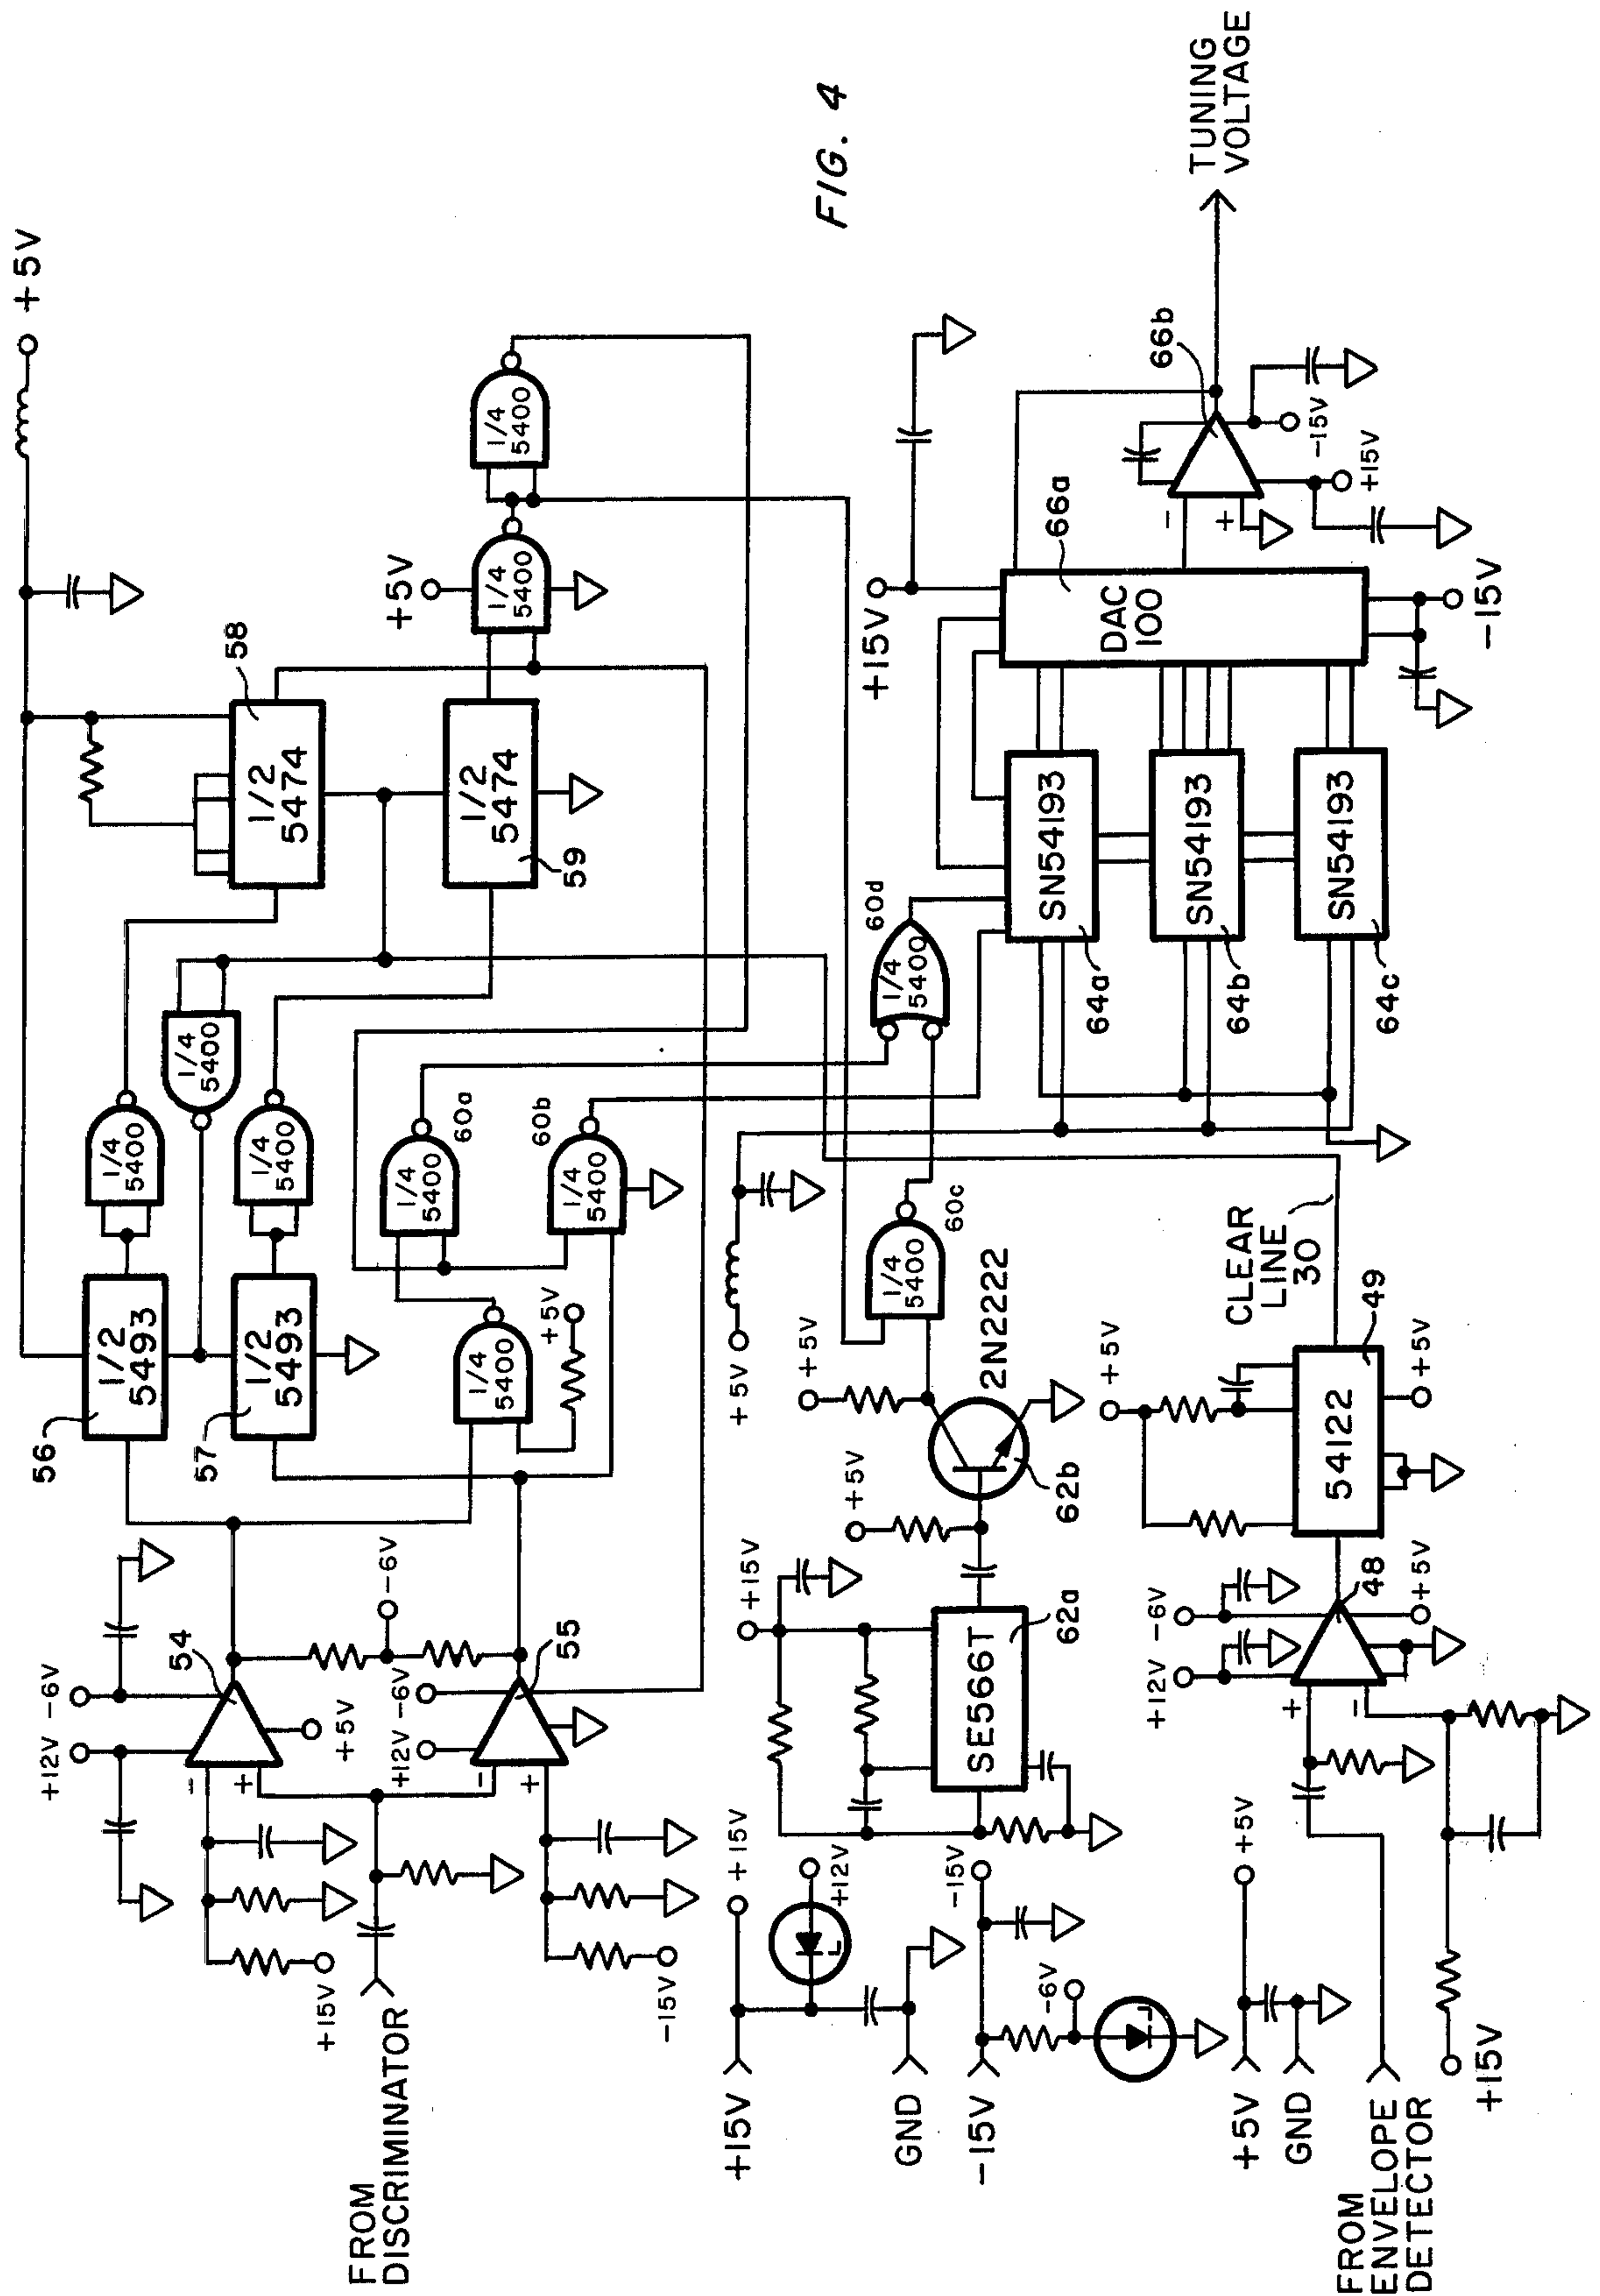 +5V
58
1/2
5474
1/2
5474
59
+5V
1/4
5400
1/4
5400
1/4
5400
1/4
5400
1/4
5400
56
1/2
5493
57
1/2
5493
1/4
5400
60a
60b
1/4
5400
1/4
5400
+5V
+12V
-6V
54
-
+
+5V
-6V
+12V
-6V
55
-
+
+15V
-15V
FROM
DISCRIMINATOR
FIG. 4
TUNING
VOLTAGE
66b
-
+
-15V
+15V
66a
DAC
100
+15V
-15V
60d
1/4
5400
SN54193
64a
SN54193
64b
SN54193
64c
60c
1/4
5400
+5V
+5V
2N2222
+5V
62b
+15V
SE566T
62a
+15V
+12V
-15V
-6V
+15V
GND
-15V
CLEAR
LINE
30
49
+5V
54122
+5V
48
+12V
-6V
+5V
+
-
+5V
+5V
GND
FROM
ENVELOPE
DETECTOR
+15V